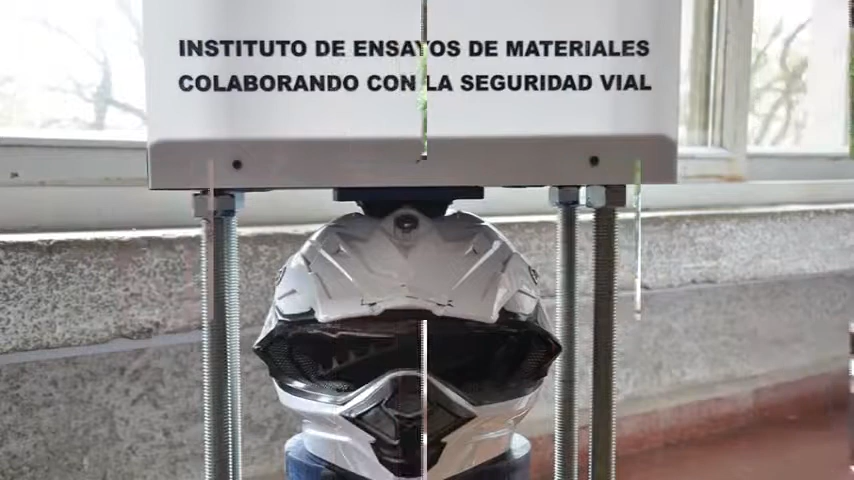 INSTITUTO DE ENSAYOS DE MATERIALES
COLABORANDO CON LA SEGURIDAD VIAL